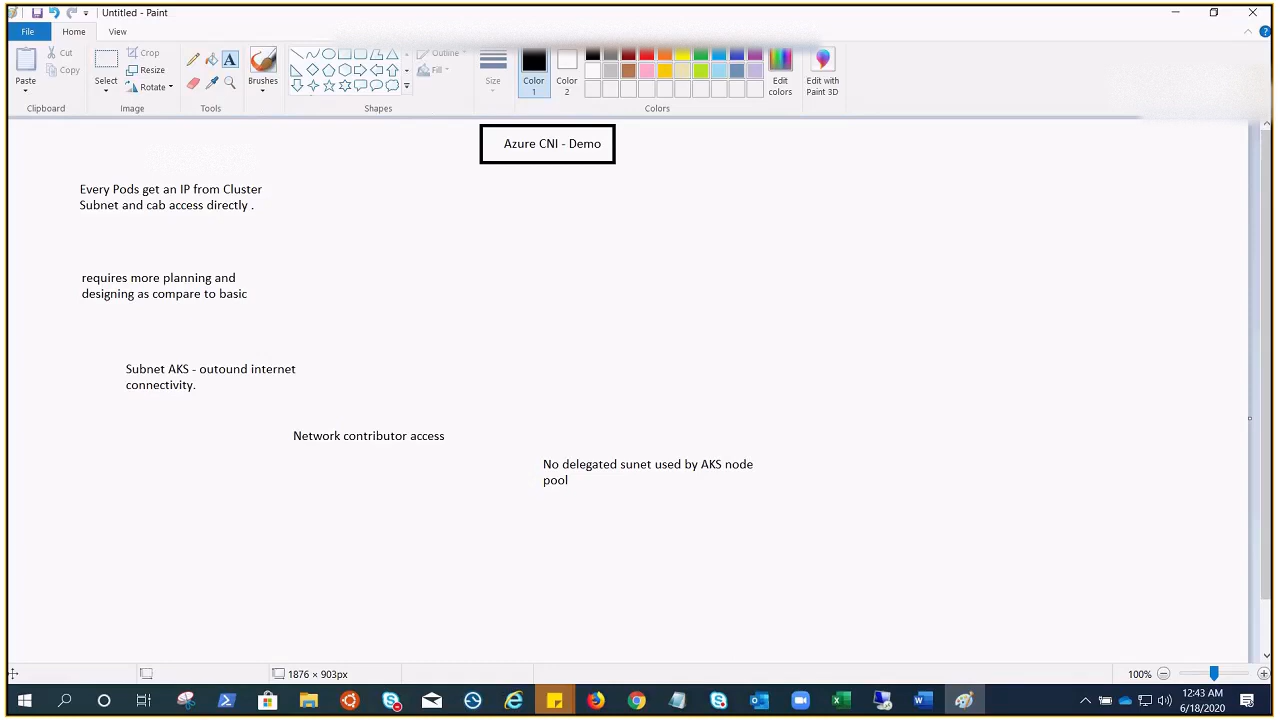 Untitled - Paint
File
Home
View
Paste
Cut
Copy
Clipboard
Select
Crop
Resize
Rotate
Image
Tools
Brushes
Shapes
Outline
Fill
Size
Color
1
Color
2
Edit
colors
Edit with
Paint 3D
Colors
Azure CNI - Demo
Every Pods get an IP from Cluster
Subnet and cab access directly .
requires more planning and
designing as compare to basic
Subnet AKS - outound internet
connectivity.
Network contributor access
No delegated sunet used by AKS node
pool
1876 × 903px
100%
12:43 AM
6/18/2020